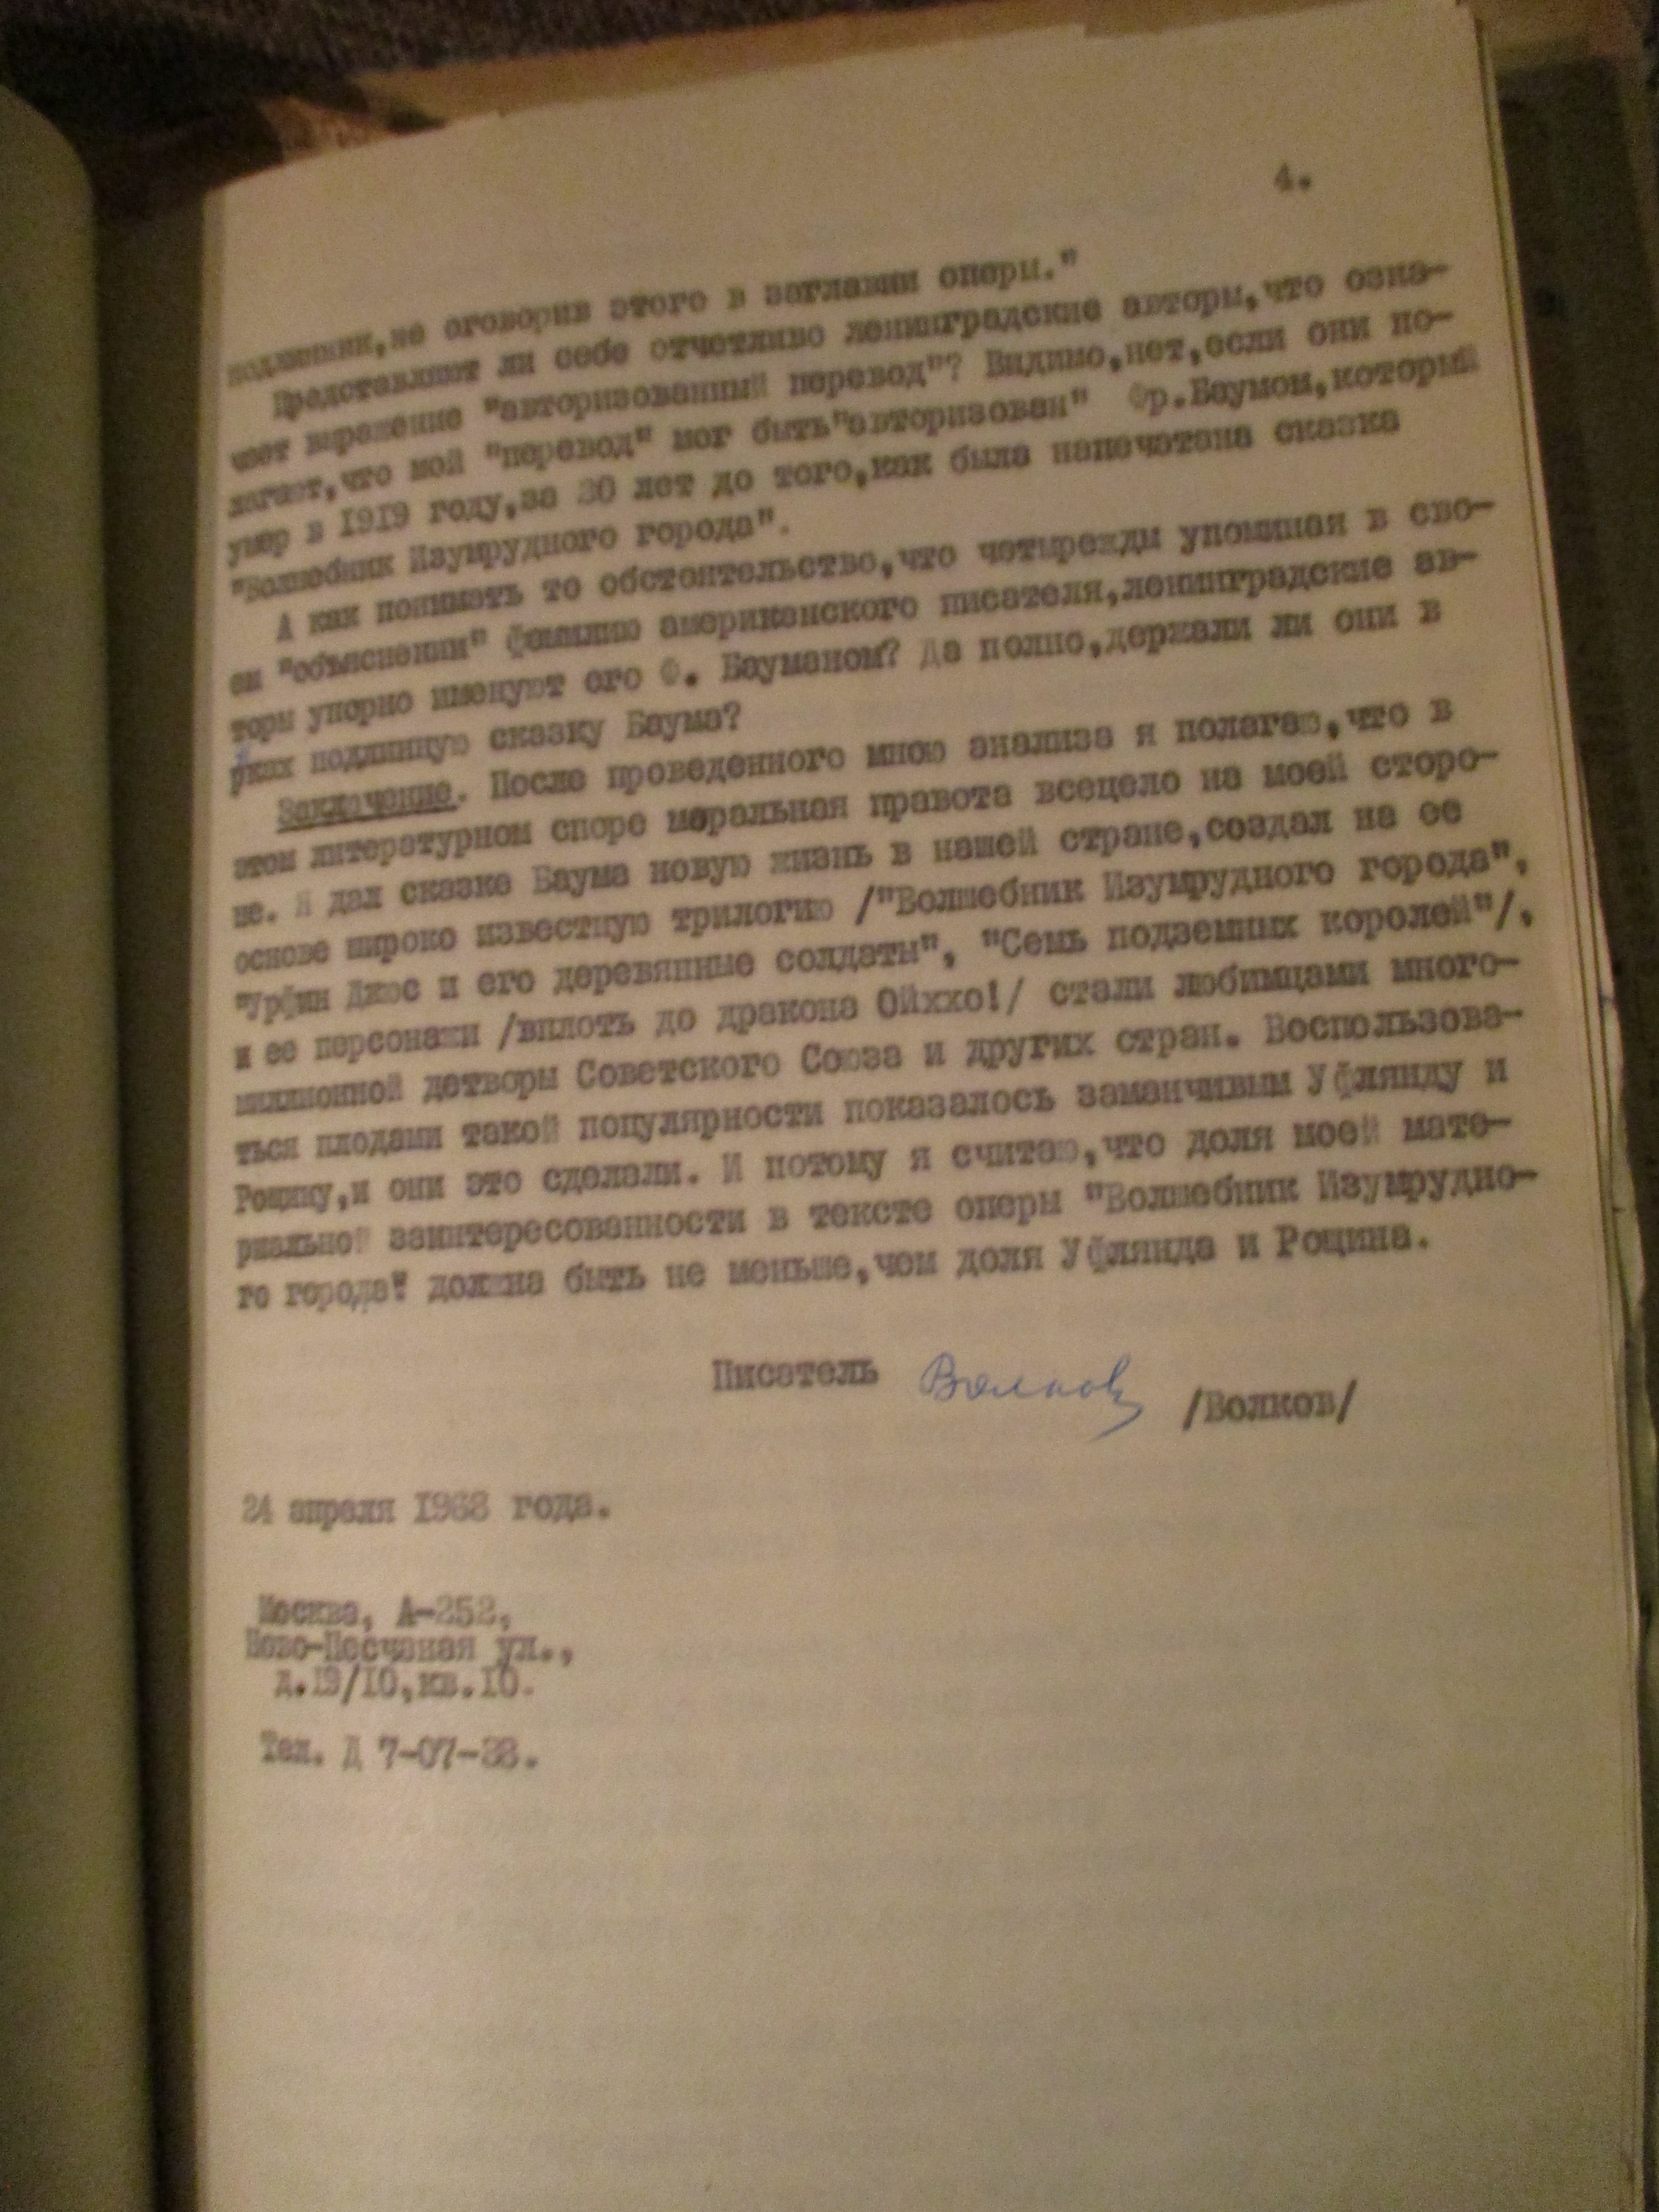 4.
подлинник,не оговорив этого в заглавии оперы."
Представляют ли себе отчетливо ленинградские авторы,что озна-
чает выражение "авторизованный перевод"? Видимо,нет,если они по-
лагает,что мой "перевод" мог быть"авторизован" Фр.Баумом,который
умер в 1919 году,за 20 лет до того,как была напечатана сказка
"Волшебник Изумрудного города".
А как понимать то обстоятельство,что четырежды упоминая в сво-
ем "объяснении" фамилию американского писателя,ленинградские ав-
торы упорно именуют его Ф. Бауманом? Да полно,держали ли они в
руках подлинную сказку Баума?
Заключение. После проведенного мною анализа я полагаю,что в
этом литературном споре моральная правота всецело на моей сторо-
не. Я дал сказке Баума новую жизнь в нашей стране,создал на ее
основе широко известную трилогию /"Волшебник Изумрудного города",
"Урфин Джюс и его деревянные солдаты", "Семь подземных королей"/,
и ее персонажи /вплоть до дракона Ойххо!/ стали любимцами много-
миллионной детворы Советского Союза и других стран. Воспользова-
ться плодами такой популярности показалось заманчивым Уфлянду и
Рощину,и они это сделали. И потому я считаю,что доля моей мате-
риальной заинтересованности в тексте оперы "Волшебник Изумрудно-
го города" должна быть не меньше,чем доля Уфлянда и Рощина.
Писатель Волков /Волков/
24 апреля 1968 года.
Москва, А-252,
Ново-Песчаная ул.,
д.19/10,кв.10.
Тел. Д 7-07-38.